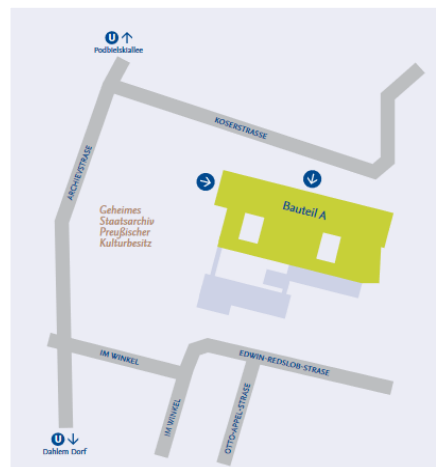 U
Podbielskiallee
KOSERSTRASSE
ARCHIEVSTRASE
Bauteil A
Geheimes
Staatsarchiv
Preußischer
Kulturbesitz
IM WINKEL
EDWIN-REDSLOB-STRASE
IM WINKEL
OTTO-APPEL-STRASE
U
Dahlem Dorf